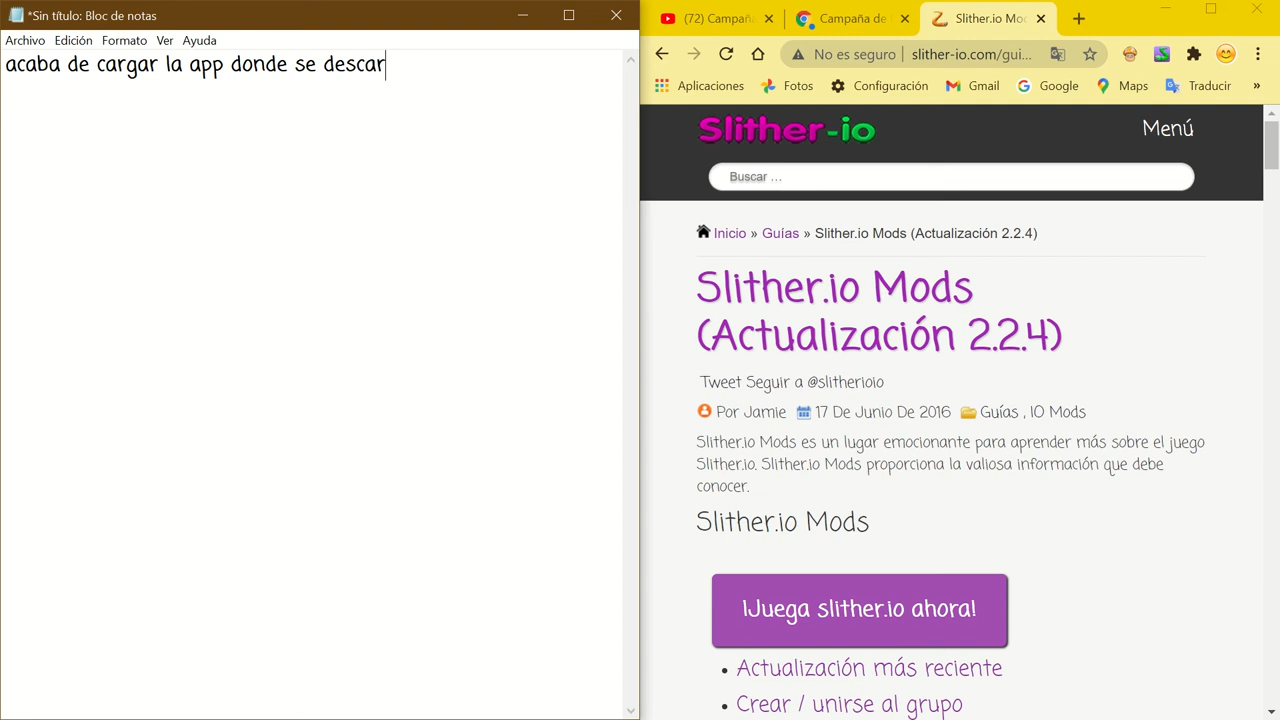 *Sin título: Bloc de notas
Archivo Edición Formato Ver Ayuda
acaba de cargar la app donde se descar
(72) Campaña
Campaña de
Slither.io Mod
No es seguro slither-io.com/gui...
Aplicaciones Fotos Configuración Gmail Google Maps Traducir »
Slither-io
Menú
Buscar …
Inicio » Guías » Slither.io Mods (Actualización 2.2.4)
Slither.io Mods
(Actualización 2.2.4)
Tweet Seguir a @slitherioio
Por Jamie 17 De Junio De 2016 Guías , IO Mods
Slither.io Mods es un lugar emocionante para aprender más sobre el juego
Slither.io. Slither.io Mods proporciona la valiosa información que debe
conocer.
Slither.io Mods
¡Juega slither.io ahora!
• Actualización más reciente
• Crear / unirse al grupo